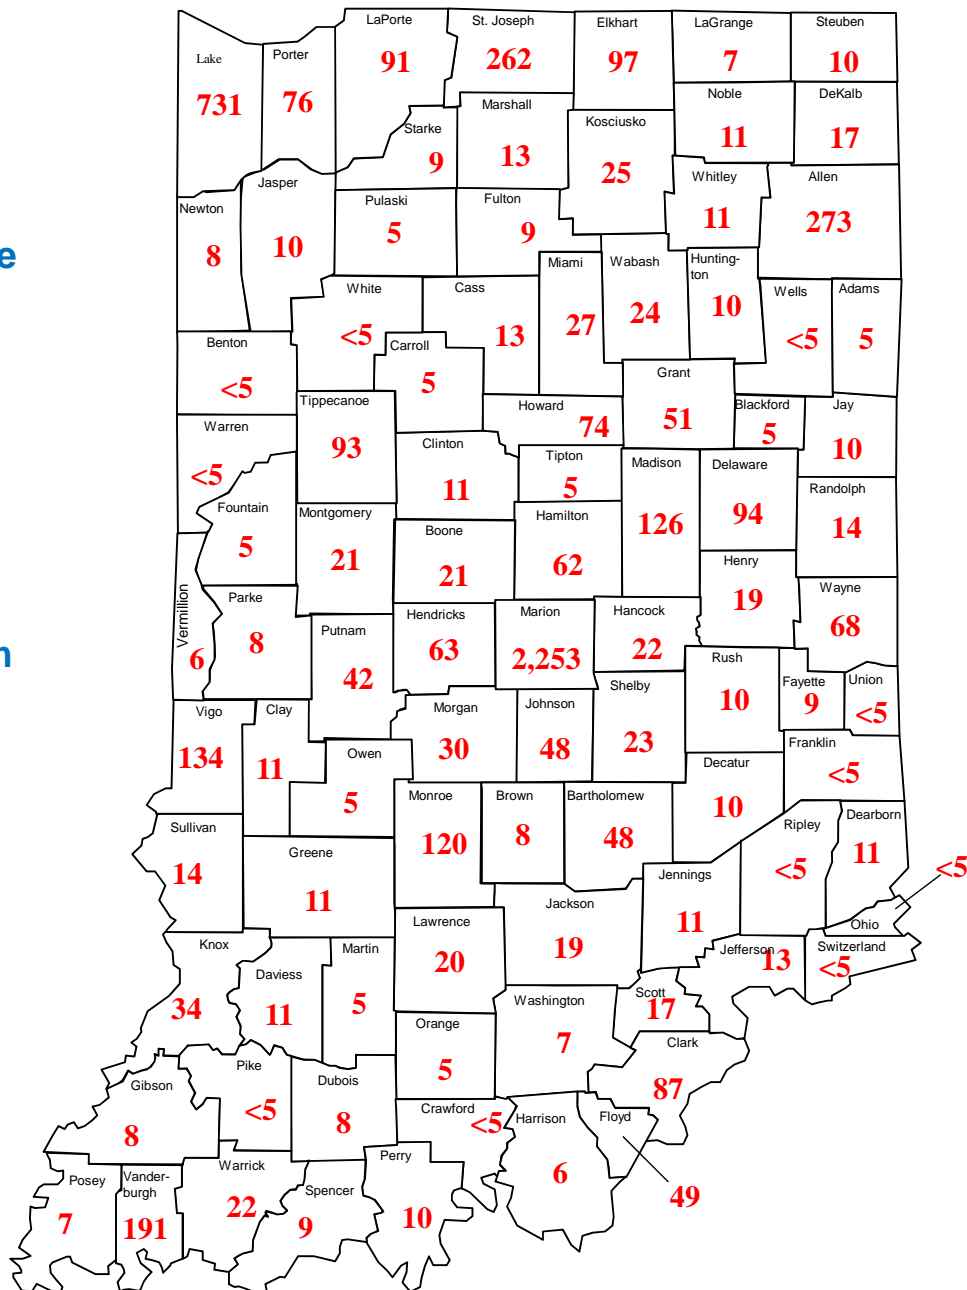 LaPorte
St. Joseph
Elkhart
LaGrange
Steuben
Lake
Porter
91
262
97
7
10
731
76
Noble
DeKalb
Marshall
Kosciusko
Starke
9
13
11
17
25
Jasper
Whitley
Allen
Newton
Pulaski
Fulton
11
273
8
10
5
9
e
Miami
Wabash
Hunting-
ton
White
Cass
Wells
Adams
<5
13
27
24
10
<5
5
Benton
Carroll
<5
5
Grant
Tippecanoe
Howard
Blackford
Jay
74
51
5
10
Warren
93
Clinton
<5
11
Tipton
5
Madison
Delaware
Randolph
Fountain
Montgomery
Hamilton
126
94
14
5
21
Boone
21
62
Henry
19
Vermillion
Parke
Putnam
Hendricks
Marion
Hancock
Wayne
6
8
42
63
2,253
22
68
m
Rush
Fayette
Union
Shelby
10
9
<5
Vigo
Clay
Morgan
Johnson
134
11
30
48
23
Franklin
Owen
Decatur
<5
5
10
Monroe
Brown
Bartholomew
Ripley
Dearborn
120
8
48
<5
11
Sullivan
Greene
Jennings
<5
14
11
11
Jackson
Ohio
Lawrence
19
Knox
Martin
20
Jefferson
13
Switzerland
<5
Daviess
34
11
5
Washington
Scott
17
Orange
7
Clark
5
87
Gibson
Pike
Dubois
8
<5
8
Crawford
<5
Harrison
Floyd
6
49
Posey
Vander-
burgh
Warrick
Spencer
Perry
7
191
22
9
10